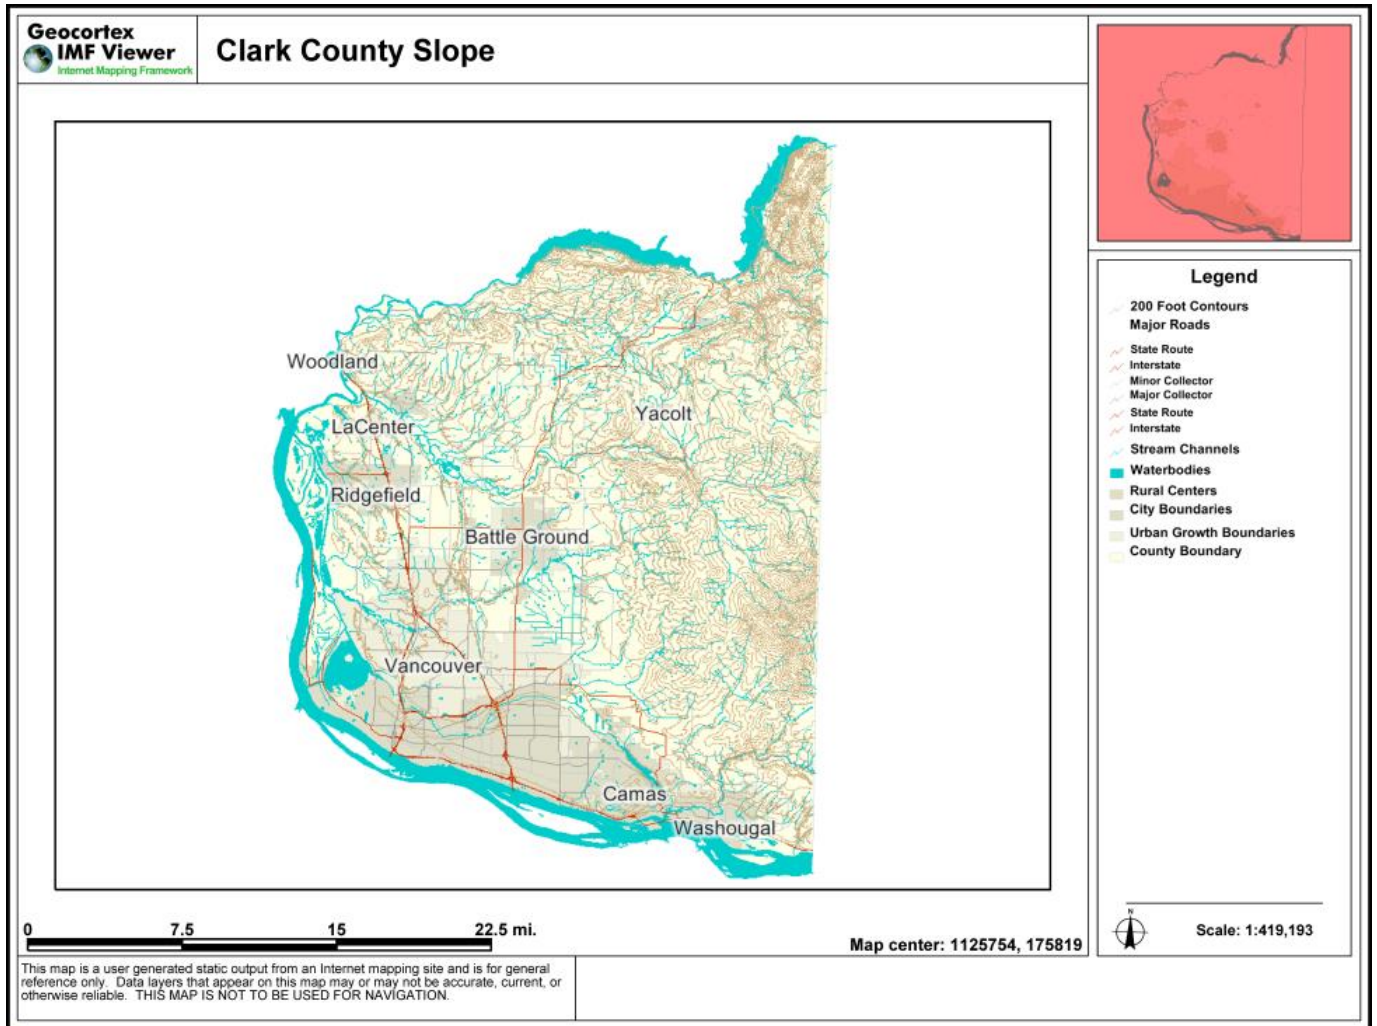 Geocortex
IMF Viewer
Internet Mapping Framework
Clark County Slope
Woodland
LaCenter
Yacolt
Ridgefield
Battle Ground
Vancouver
Camas
Washougal
Legend
200 Foot Contours
Major Roads
State Route
Interstate
Minor Collector
Major Collector
State Route
Interstate
Stream Channels
Waterbodies
Rural Centers
City Boundaries
Urban Growth Boundaries
County Boundary
N
Scale: 1:419,193
0 7.5 15 22.5 mi.
Map center: 1125754, 175819
This map is a user generated static output from an Internet mapping site and is for general
reference only. Data layers that appear on this map may or may not be accurate, current, or
otherwise reliable. THIS MAP IS NOT TO BE USED FOR NAVIGATION.